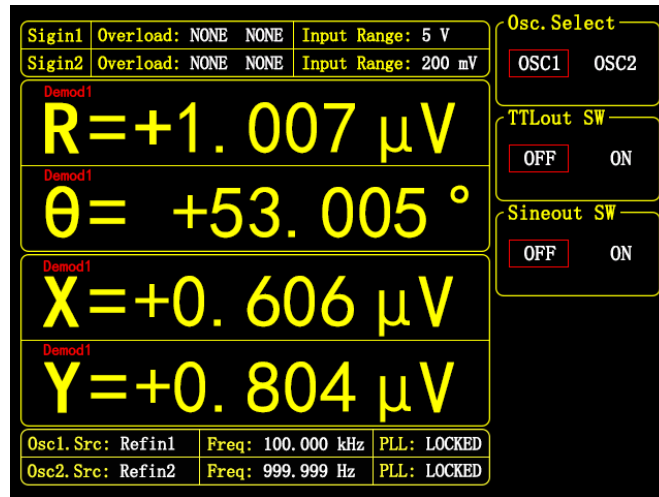 Sigin1 Overload: NONE NONE Input Range: 5 V
Sigin2 Overload: NONE NONE Input Range: 200 mV
Demod1
R=+1.007 μV
Demod1
θ= +53.005 °
Demod1
X=+0.606 μV
Demod1
Y=+0.804 μV
Osc1.Src: Refin1 Freq: 100.000 kHz PLL: LOCKED
Osc2.Src: Refin2 Freq: 999.999 Hz PLL: LOCKED
Osc.Select
OSC1 OSC2
TTLout SW
OFF ON
Sineout SW
OFF ON